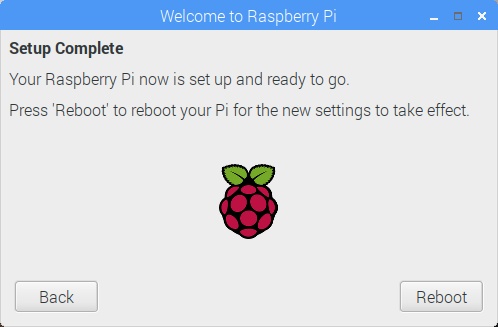 Welcome to Raspberry Pi
Setup Complete
Your Raspberry Pi now is set up and ready to go.
Press 'Reboot' to reboot your Pi for the new settings to take effect.
Back
Reboot